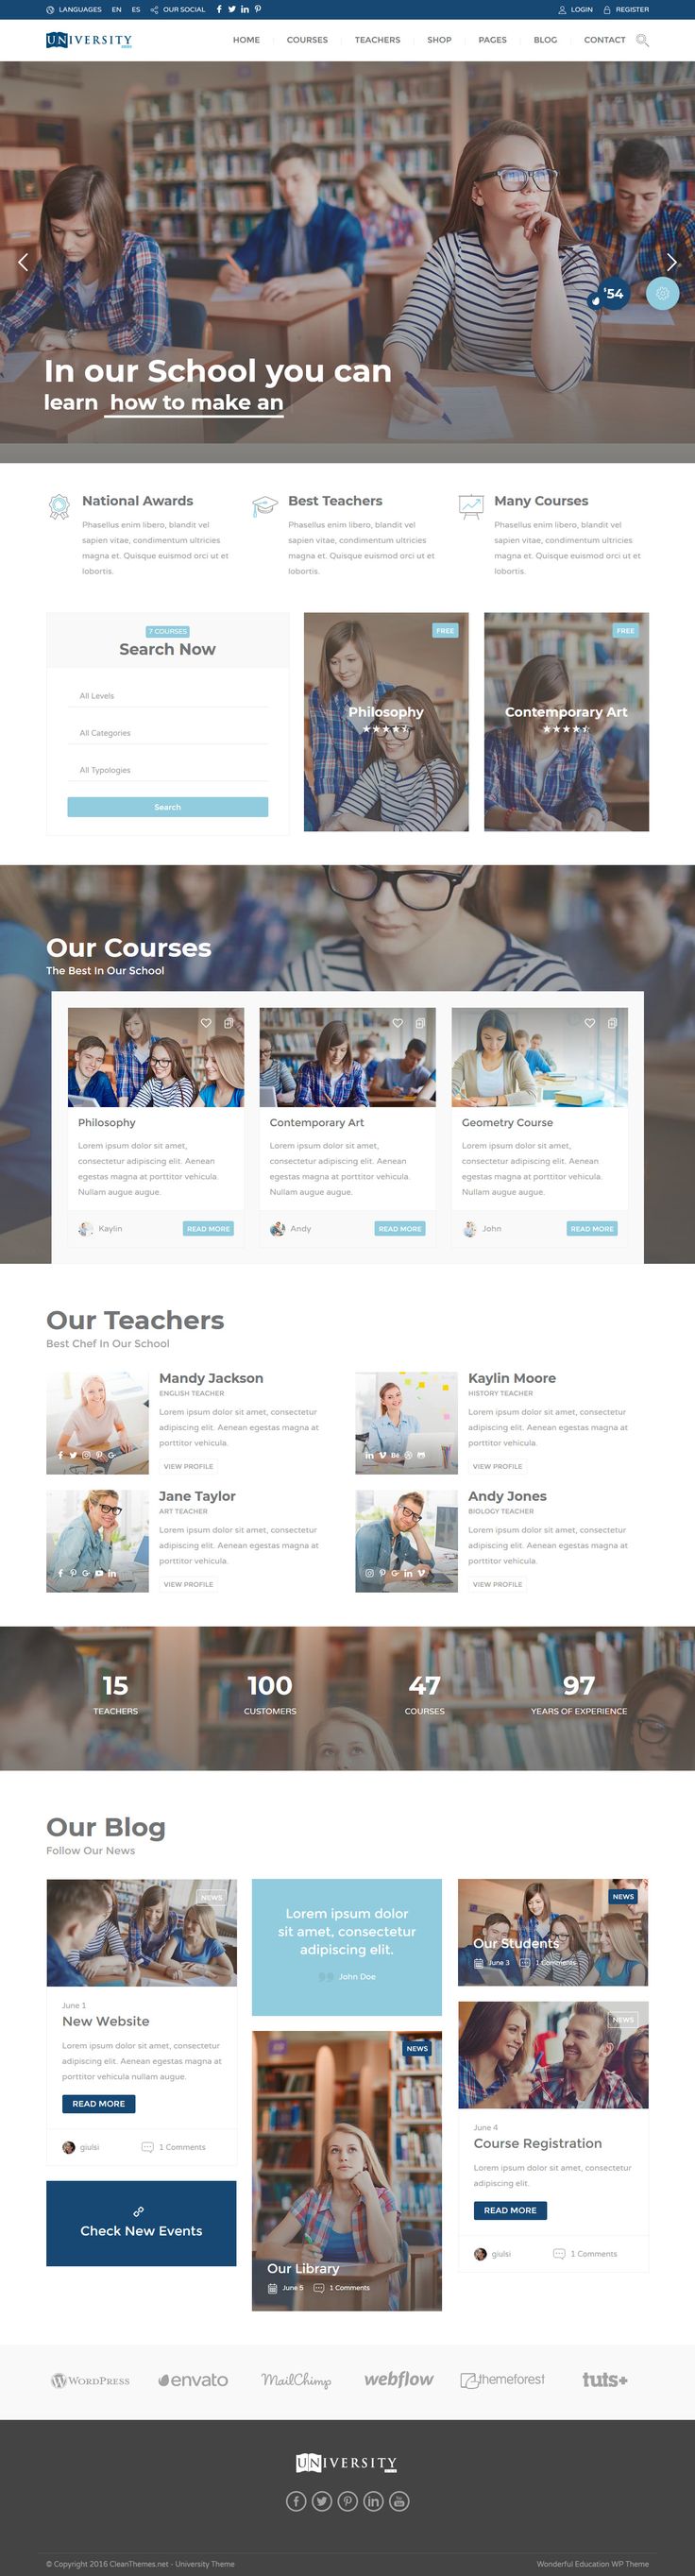 LANGUAGES EN ES OUR SOCIAL LOGIN REGISTER
UNIVERSITY
HOME COURSES TEACHERS SHOP PAGES BLOG CONTACT
'54
In our School you can
learn how to make an
National Awards
Phasellus enim libero, blandit vel
sapien vitae, condimentum ultricies
magna et. Quisque euismod orci ut et
lobortis.
Best Teachers
Phasellus enim libero, blandit vel
sapien vitae, condimentum ultricies
magna et. Quisque euismod orci ut et
lobortis.
Many Courses
Phasellus enim libero, blandit vel
sapien vitae, condimentum ultricies
magna et. Quisque euismod orci ut et
lobortis.
7 COURSES
Search Now
All Levels
All Categories
All Typologies
Search
FREE
Philosophy
FREE
Contemporary Art
Our Courses
The Best In Our School
Philosophy
Lorem ipsum dolor sit amet,
consectetur adipiscing elit. Aenean
egestas magna at porttitor vehicula.
Nullam augue augue.
Kaylin READ MORE
Contemporary Art
Lorem ipsum dolor sit amet,
consectetur adipiscing elit. Aenean
egestas magna at porttitor vehicula.
Nullam augue augue.
Andy READ MORE
Geometry Course
Lorem ipsum dolor sit amet,
consectetur adipiscing elit. Aenean
egestas magna at porttitor vehicula.
Nullam augue augue.
John READ MORE
Our Teachers
Best Chef In Our School
Mandy Jackson
ENGLISH TEACHER
Lorem ipsum dolor sit amet, consectetur
adipiscing elit. Aenean egestas magna at
porttitor vehicula.
VIEW PROFILE
Kaylin Moore
HISTORY TEACHER
Lorem ipsum dolor sit amet, consectetur
adipiscing elit. Aenean egestas magna at
porttitor vehicula.
VIEW PROFILE
Jane Taylor
ART TEACHER
Lorem ipsum dolor sit amet, consectetur
adipiscing elit. Aenean egestas magna at
porttitor vehicula.
VIEW PROFILE
Andy Jones
BIOLOGY TEACHER
Lorem ipsum dolor sit amet, consectetur
adipiscing elit. Aenean egestas magna at
porttitor vehicula.
VIEW PROFILE
15 100 47 97
TEACHERS CUSTOMERS COURSES YEARS OF EXPERIENCE
Our Blog
Follow Our News
NEWS
June 1
New Website
Lorem ipsum dolor sit amet, consectetur
adipiscing elit. Aenean egestas magna at
porttitor vehicula nullam augue.
READ MORE
giulsi 1 Comments
Check New Events
Lorem ipsum dolor
sit amet, consectetur
adipiscing elit.
John Doe
NEWS
Our Library
June 5 1 Comments
NEWS
Our Students
June 3 1 Comments
NEWS
June 4
Course Registration
Lorem ipsum dolor sit amet, consectetur
adipiscing elit.
READ MORE
giulsi 1 Comments
WORDPRESS envato MailChimp webflow themeforest tuts+
UNIVERSITY
© Copyright 2016 CleanThemes.net - University Theme Wonderful Education WP Theme